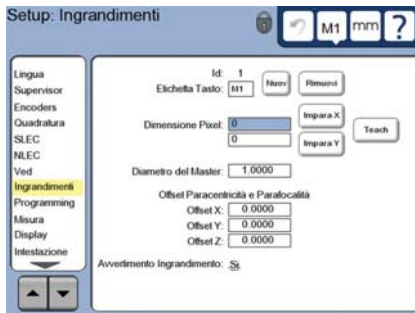 Setup: Ingrandimenti
M1 mm ?
Lingua
Supervisor
Encoders
Quadratura
SLEC
NLEC
Ved
Ingrandimenti
Programming
Misura
Display
Intestazione
Id: 1
Etichetta Tasto: M1 Nuov Rimuovi
Dimensione Pixel: 0 Impara X
0 Impara Y
Teach
Diametro del Master: 1.0000
Offset Paracentricità e Parafocalità
Offset X: 0.0000
Offset Y: 0.0000
Offset Z: 0.0000
Avvertimento Ingrandimento: Si